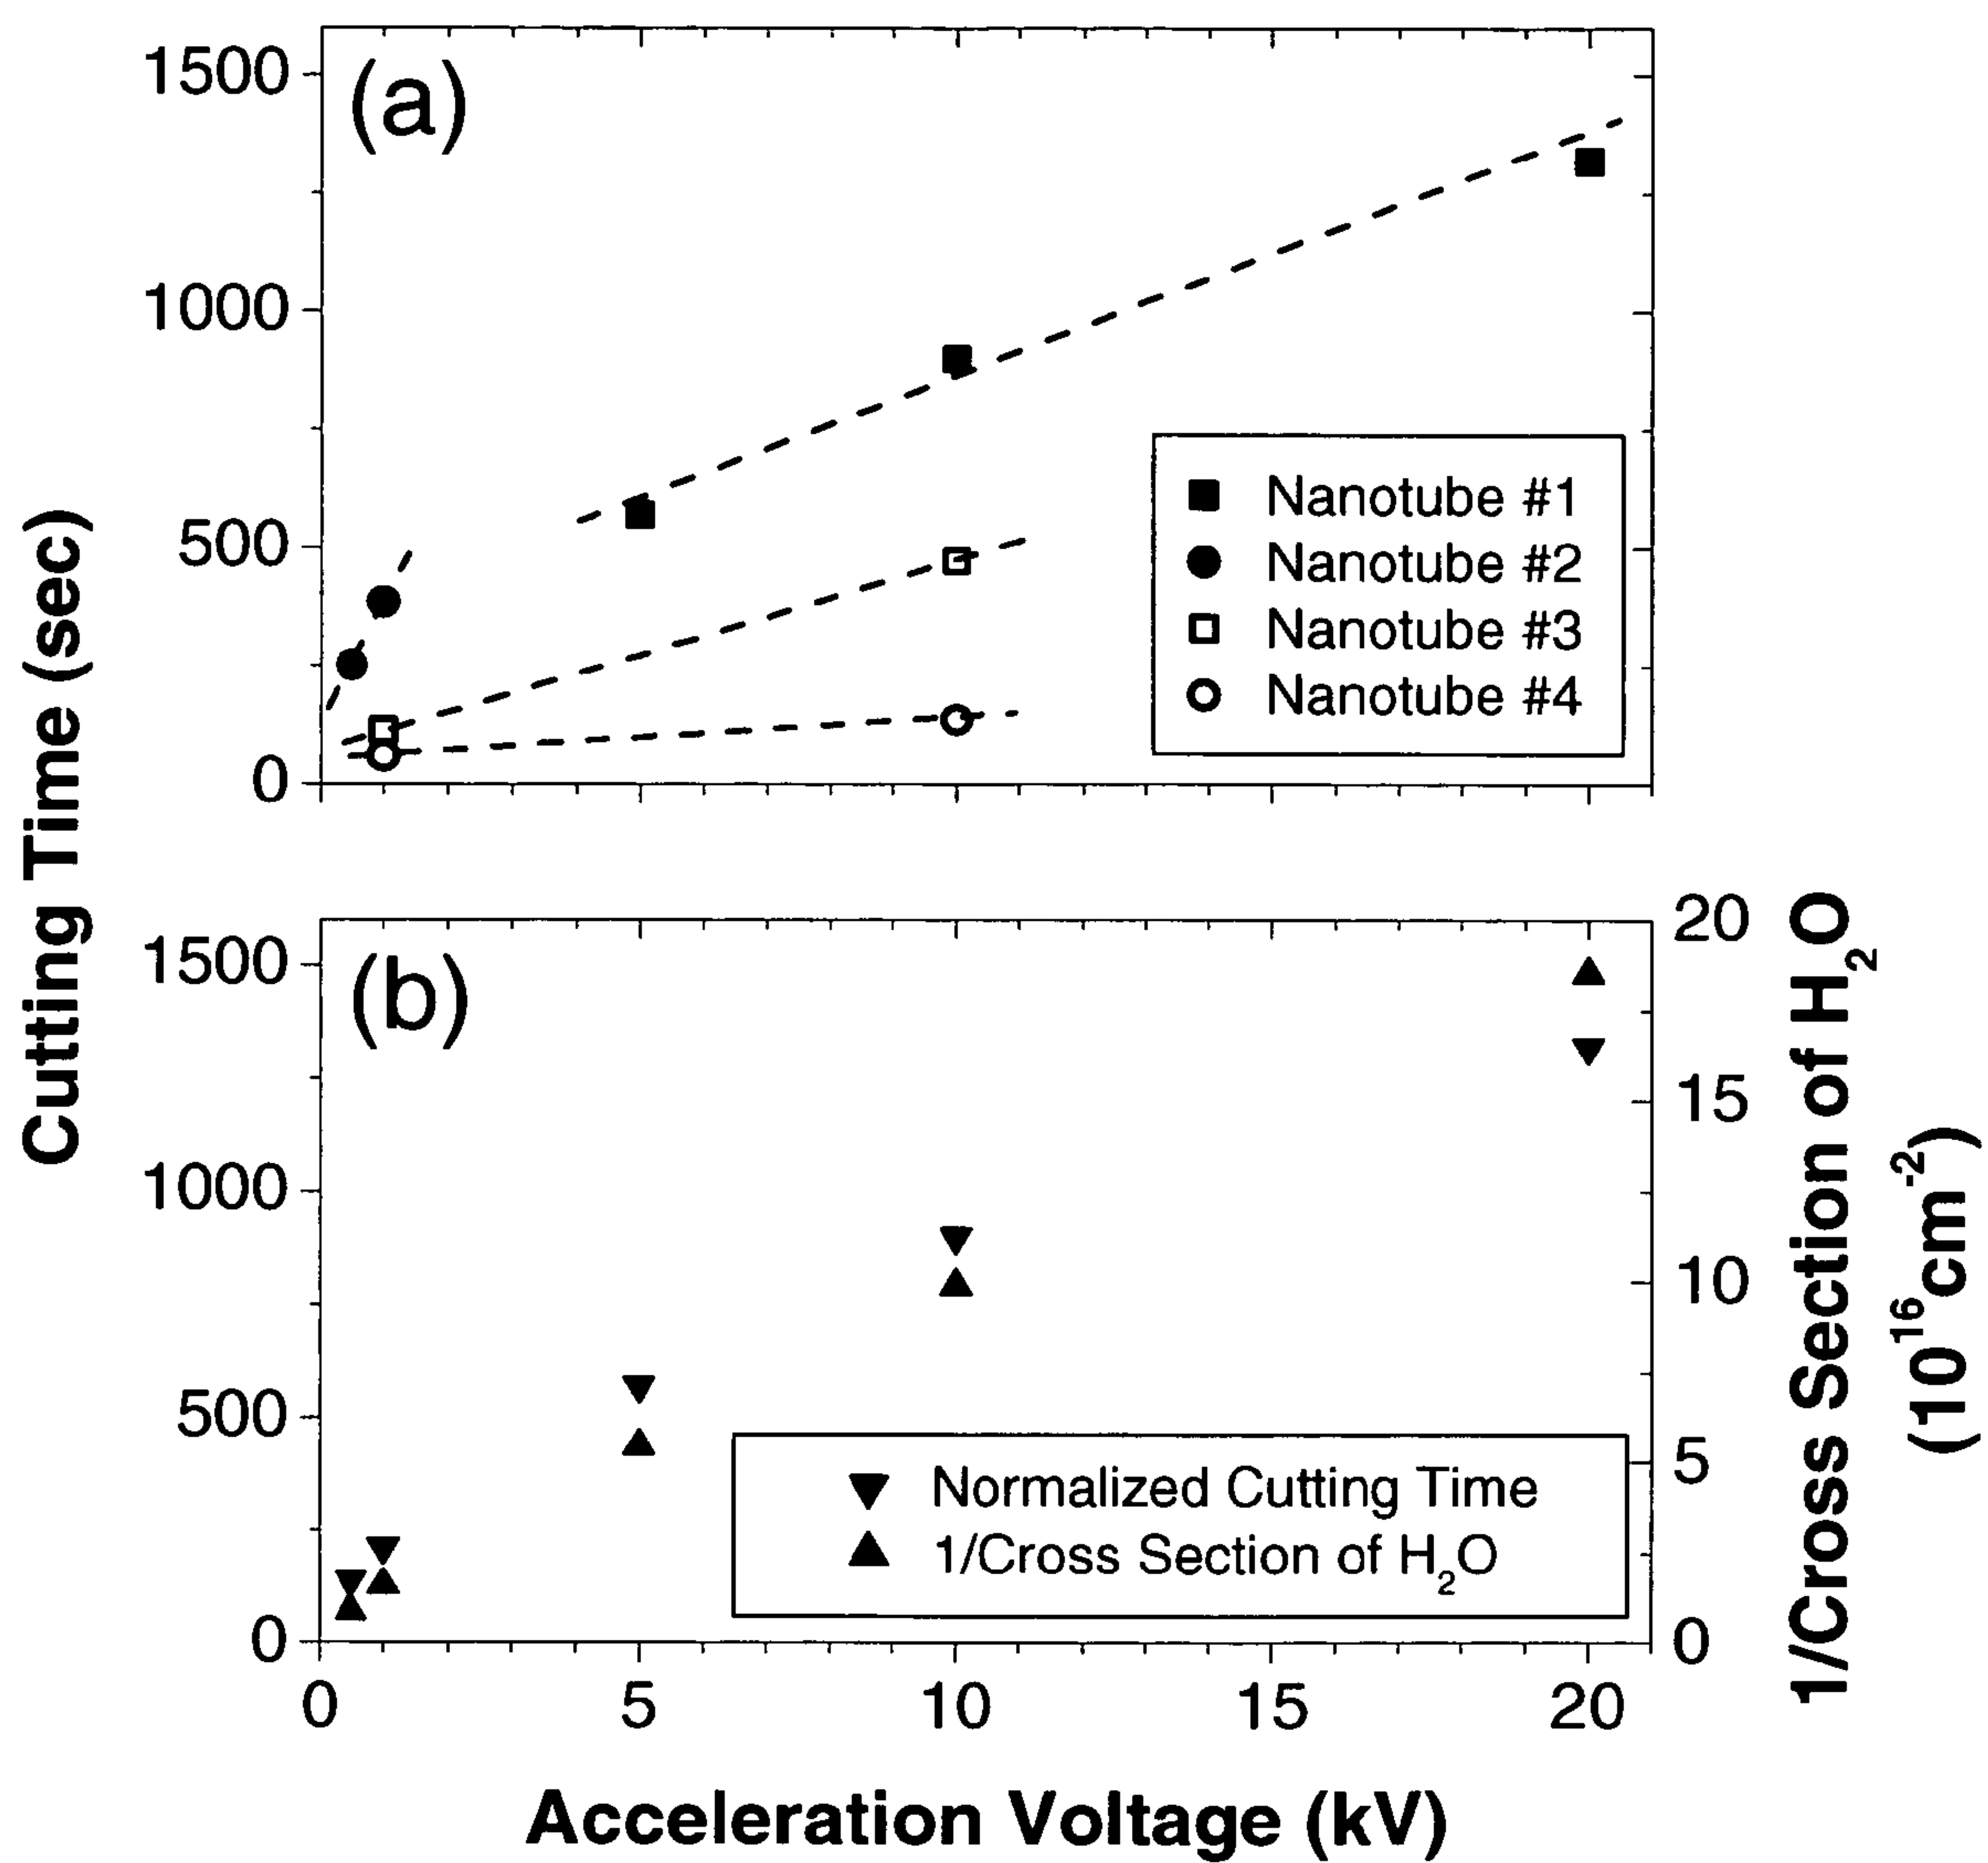 (a)
1500
1000
500
0
Nanotube #1
Nanotube #2
Nanotube #3
Nanotube #4
Cutting Time (sec)
(b)
1500
1000
500
0
20
15
10
5
0
Normalized Cutting Time
1/Cross Section of H₂O
1/Cross Section of H₂O
(10¹⁶cm⁻²)
0 5 10 15 20
Acceleration Voltage (kV)